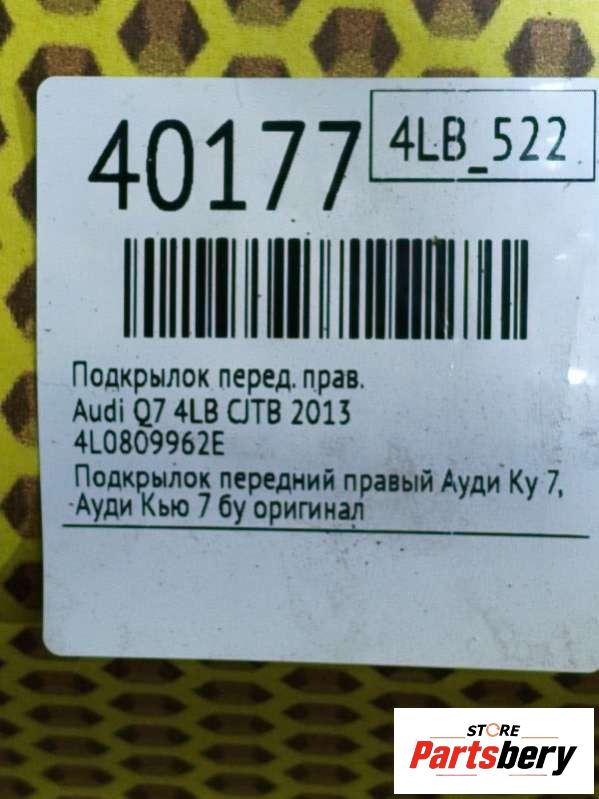 40177
4LB_522
Подкрылок перед. прав.
Audi Q7 4LB CJTB 2013
4L0809962E
Подкрылок передний правый Ауди Ку 7,
Ауди Кью 7 бу оригинал
STORE
Partsbery